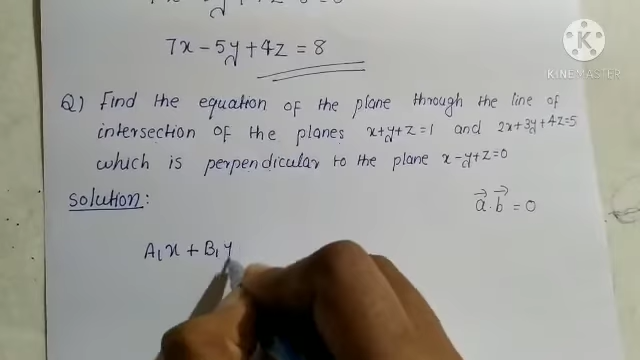 7x - 5y + 4z = 8
KINEMASTER
Q) Find the equation of the plane through the line of
intersection of the planes x+y+z=1 and 2x+3y+4z=5
which is perpendicular to the plane x-y+z=0
Solution:
a⃗ . b⃗ = 0
A₁x + B₁y